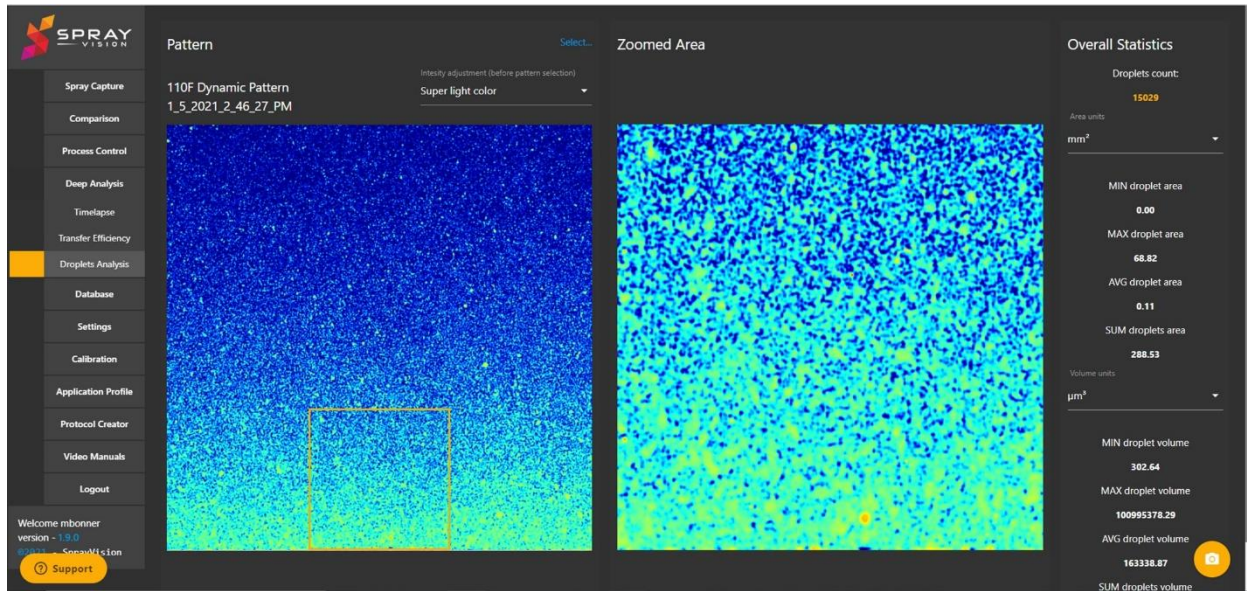 SPRAY
VISION
Spray Capture
Comparison
Process Control
Deep Analysis
Timelapse
Transfer Efficiency
Droplets Analysis
Database
Settings
Calibration
Application Profile
Protocol Creator
Video Manuals
Logout
Welcome mbonner
version - 1.9.0
©2021 - SprayVision
Support
Pattern
Select...
110F Dynamic Pattern
1_5_2021_2_46_27_PM
Intesity adjustment (before pattern selection)
Super light color
Zoomed Area
Overall Statistics
Droplets count:
15029
Area units
mm²
MIN droplet area
0.00
MAX droplet area
68.82
AVG droplet area
0.11
SUM droplets area
288.53
Volume units
µm³
MIN droplet volume
302.64
MAX droplet volume
100995378.29
AVG droplet volume
163338.87
SUM droplets volume